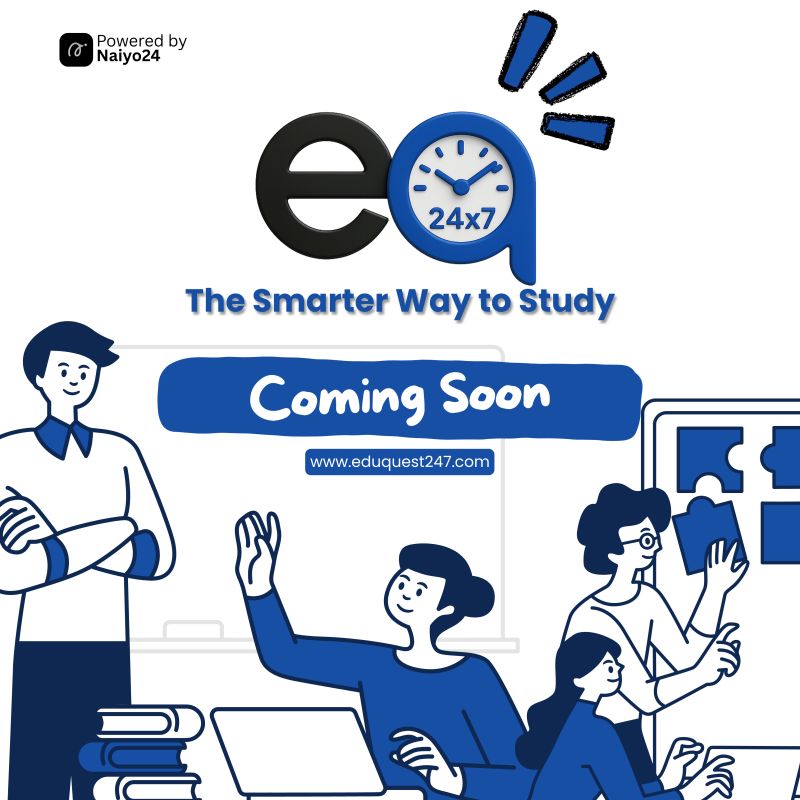 Powered by
Naiyo24
eq
24x7
The Smarter Way to Study
Coming Soon
www.eduquest247.com